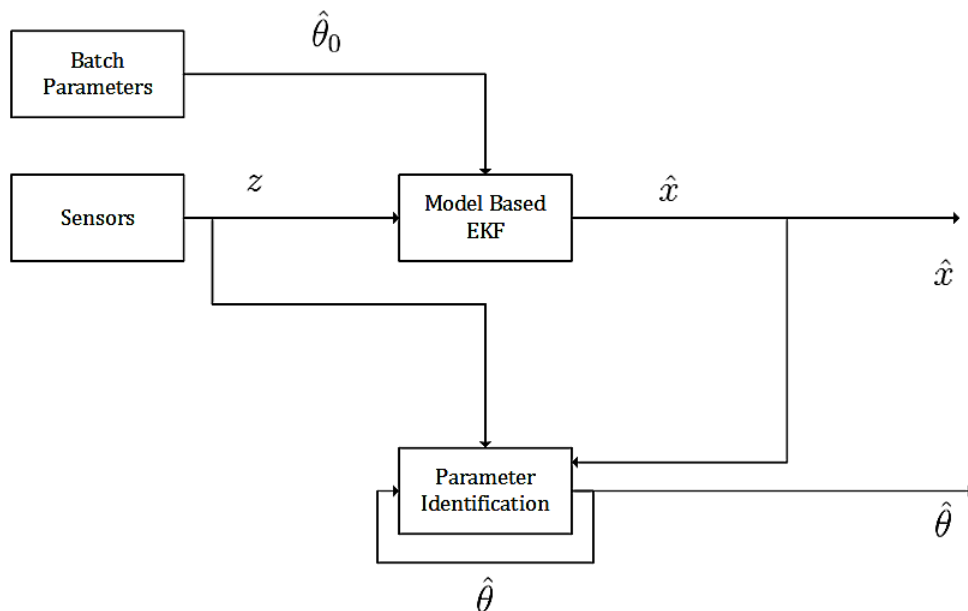 θ̂₀
Batch
Parameters
z
Sensors
Model Based
EKF
x̂
x̂
Parameter
Identification
θ̂
θ̂